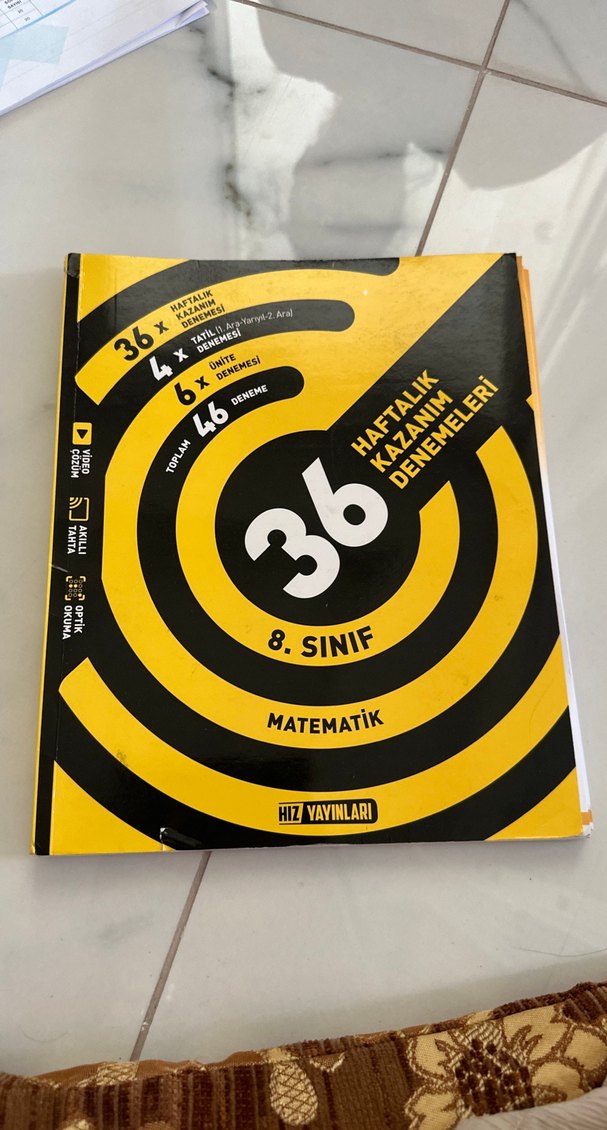 36 x HAFTALIK
KAZANIM
DENEMESİ
4 x TATİL (1. Ara-Yarıyıl-2. Ara)
DENEMESİ
6 x ÜNİTE
DENEMESİ
TOPLAM 46 DENEME
36 HAFTALIK
KAZANIM
DENEMELERİ
VİDEO
ÇÖZÜM
AKILLI
TAHTA
OPTİK
OKUMA
8. SINIF
MATEMATİK
HIZ YAYINLARI